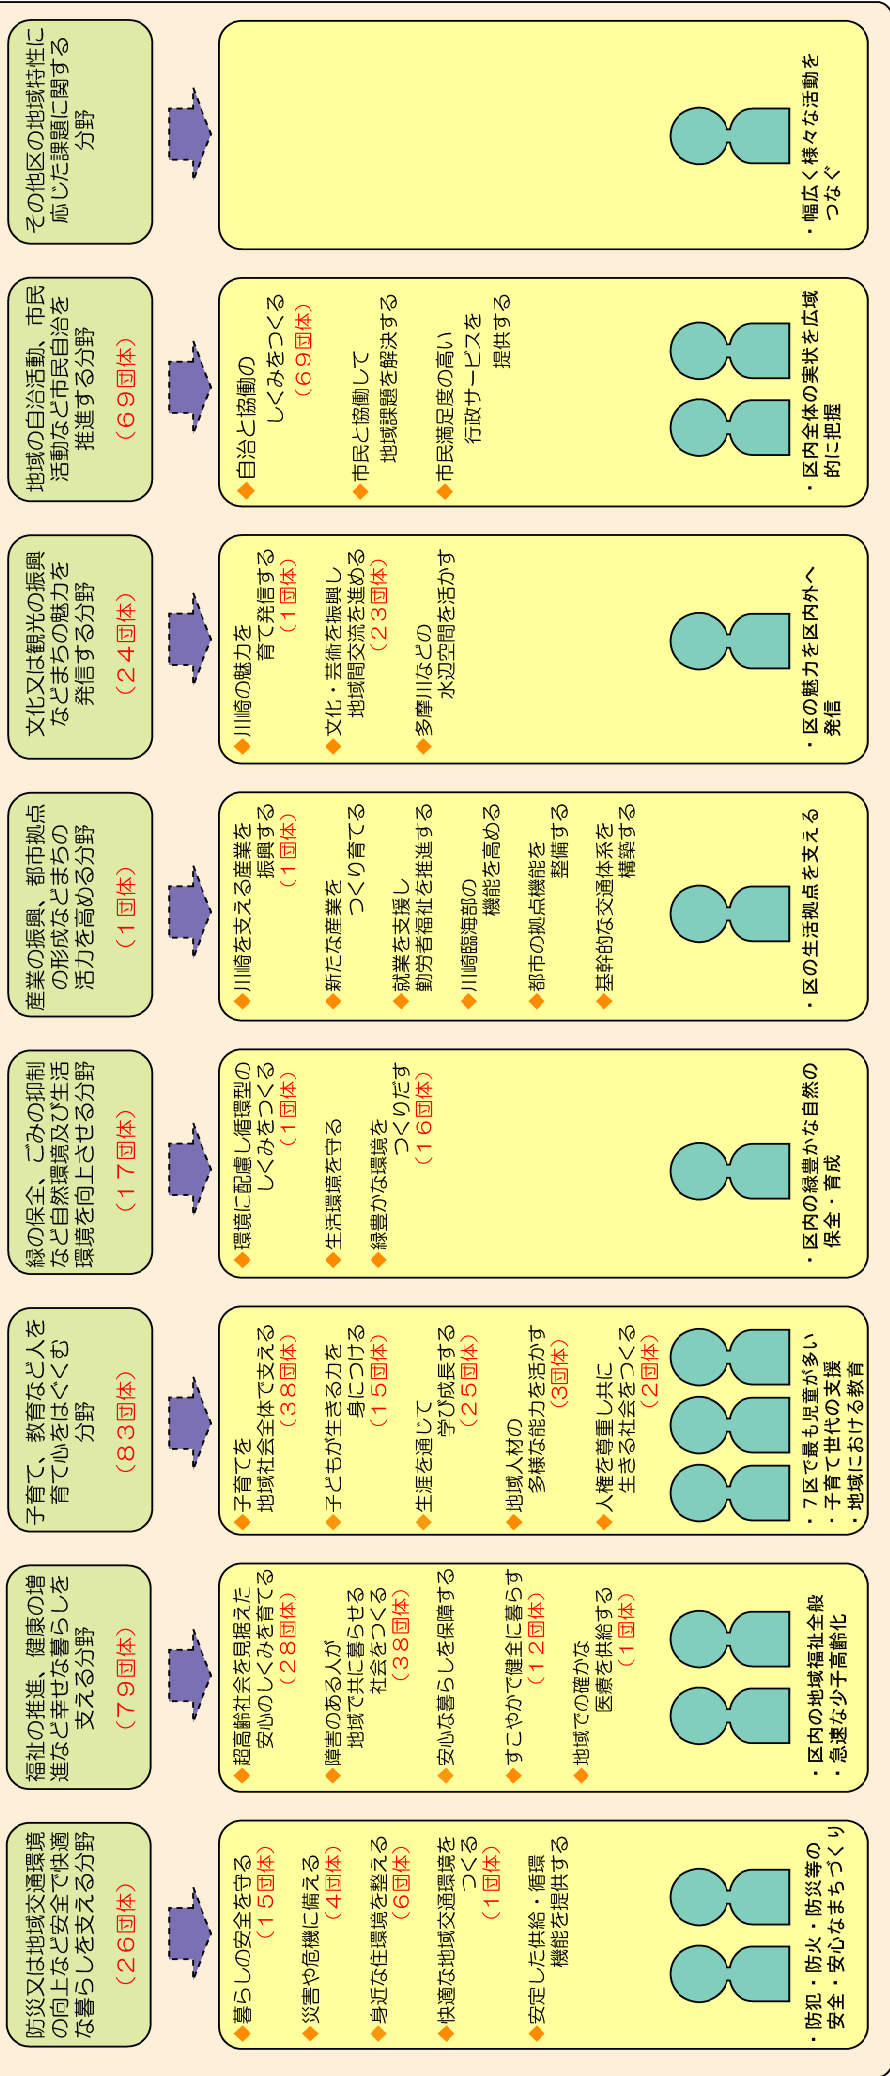 防災又は地域交通環境
の向上など安全で快適
な暮らしを支える分野
（26団体）
◆暮らしの安全を守る
（15団体）
◆災害や危機に備える
（4団体）
◆身近な住環境を整える
（6団体）
◆快適な地域交通環境を
つくる
（1団体）
◆安定した供給・循環
機能を提供する
・防犯・防火・防災等の
安全・安心なまちづくり
福祉の推進、健康の増
進など幸せな暮らしを
支える分野
（79団体）
◆超高齢社会を見据えた
安心のしくみを育てる
（28団体）
◆障害のある人が
地域で共に暮らせる
社会をつくる
（38団体）
◆安心な暮らしを保障する
◆すこやかで健全に暮らす
（12団体）
◆地域での確かな
医療を供給する
（1団体）
・区内の地域福祉全般
・急速な少子高齢化
子育て、教育など人を
育て心をはぐくむ
分野
（83団体）
◆子育てを
地域社会全体で支える
（38団体）
◆子どもが生きる力を
身につける
（15団体）
◆生涯を通じて
学び成長する
（25団体）
◆地域人材の
多様な能力を活かす
（3団体）
◆人権を尊重し共に
生きる社会をつくる
（2団体）
・７区で最も児童が多い
・子育て世代の支援
・地域における教育
緑の保全、ごみの抑制
など自然環境及び生活
環境を向上させる分野
（17団体）
◆環境に配慮し循環型の
しくみをつくる
（1団体）
◆生活環境を守る
◆緑豊かな環境を
つくりだす
（16団体）
・区内の緑豊かな自然の
保全・育成
産業の振興、都市拠点
の形成などまちの
活力を高める分野
（1団体）
◆川崎を支える産業を
振興する
（1団体）
◆新たな産業を
つくり育てる
◆就業を支援し
勤労者福祉を推進する
◆川崎臨海部の
機能を高める
◆都市の拠点機能を
整備する
◆基幹的な交通体系を
構築する
・区の生活拠点を支える
文化又は観光の振興
などまちの魅力を
発信する分野
（24団体）
◆川崎の魅力を
育て発信する
（1団体）
◆文化・芸術を振興し
地域間交流を進める
（23団体）
◆多摩川などの
水辺空間を活かす
・区の魅力を区内外へ
発信
地域の自治活動、市民
活動など市民自治を
推進する分野
（69団体）
◆自治と協働の
しくみをつくる
（69団体）
◆市民と協働して
地域課題を解決する
◆市民満足度の高い
行政サービスを
提供する
・区内全体の実状を広域
的に把握
その他区の地域特性に
応じた課題に関する
分野
・幅広く様々な活動を
つなぐ